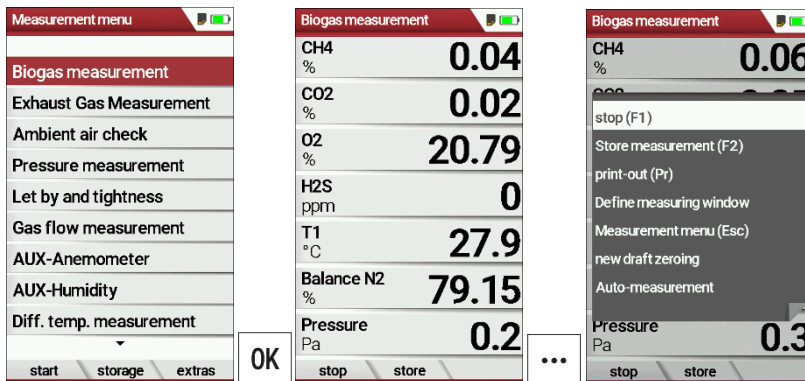 Measurement menu
Biogas measurement
Exhaust Gas Measurement
Ambient air check
Pressure measurement
Let by and tightness
Gas flow measurement
AUX-Anemometer
AUX-Humidity
Diff. temp. measurement
start storage extras
OK
Biogas measurement
CH4
% 0.04
CO2
% 0.02
O2
% 20.79
H2S
ppm 0
T1
°C 27.9
Balance N2
% 79.15
Pressure
Pa 0.2
stop store
...
Biogas measurement
CH4
% 0.06
stop (F1)
Store measurement (F2)
print-out (Pr)
Define measuring window
Measurement menu (Esc)
new draft zeroing
Auto-measurement
Pressure
Pa 0.3
stop store